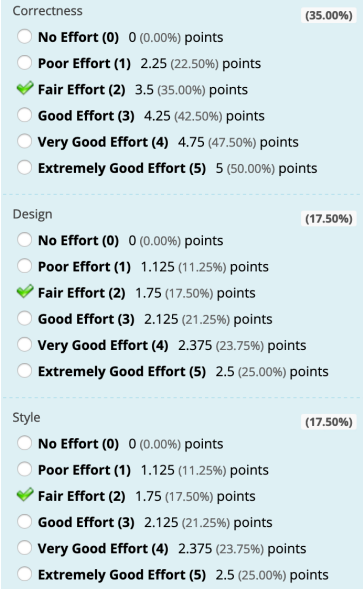 Correctness (35.00%)
No Effort (0) 0 (0.00%) points
Poor Effort (1) 2.25 (22.50%) points
Fair Effort (2) 3.5 (35.00%) points
Good Effort (3) 4.25 (42.50%) points
Very Good Effort (4) 4.75 (47.50%) points
Extremely Good Effort (5) 5 (50.00%) points
Design (17.50%)
No Effort (0) 0 (0.00%) points
Poor Effort (1) 1.125 (11.25%) points
Fair Effort (2) 1.75 (17.50%) points
Good Effort (3) 2.125 (21.25%) points
Very Good Effort (4) 2.375 (23.75%) points
Extremely Good Effort (5) 2.5 (25.00%) points
Style (17.50%)
No Effort (0) 0 (0.00%) points
Poor Effort (1) 1.125 (11.25%) points
Fair Effort (2) 1.75 (17.50%) points
Good Effort (3) 2.125 (21.25%) points
Very Good Effort (4) 2.375 (23.75%) points
Extremely Good Effort (5) 2.5 (25.00%) points